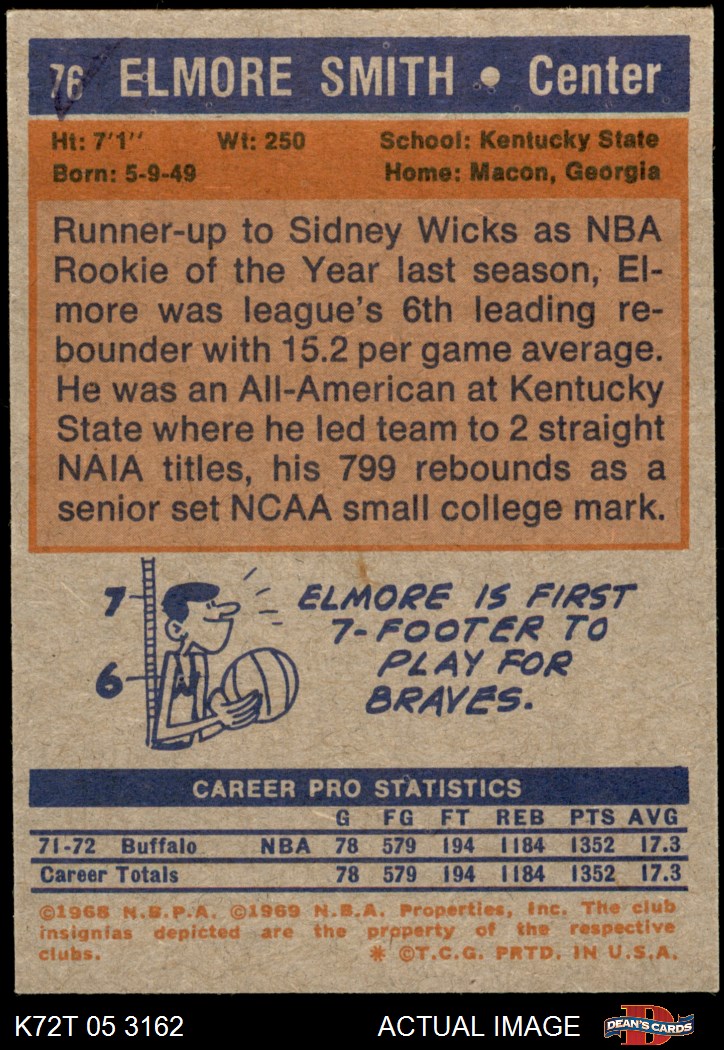 76 ELMORE SMITH • Center
Ht: 7'1" Wt: 250 School: Kentucky State
Born: 5-9-49 Home: Macon, Georgia
Runner-up to Sidney Wicks as NBA
Rookie of the Year last season, El-
more was league's 6th leading re-
bounder with 15.2 per game average.
He was an All-American at Kentucky
State where he led team to 2 straight
NAIA titles, his 799 rebounds as a
senior set NCAA small college mark.
7
6
ELMORE IS FIRST
7-FOOTER TO
PLAY FOR
BRAVES.
CAREER PRO STATISTICS
G FG FT REB PTS AVG
71-72 Buffalo NBA 78 579 194 1184 1352 17.3
Career Totals 78 579 194 1184 1352 17.3
©1968 N.B.P.A. ©1969 N.B.A. Properties, Inc. The club
insignias depicted are the property of the respective
clubs. * ©T.C.G. PRTD. IN U.S.A.
K72T 05 3162 ACTUAL IMAGE D DEAN'S CARDS